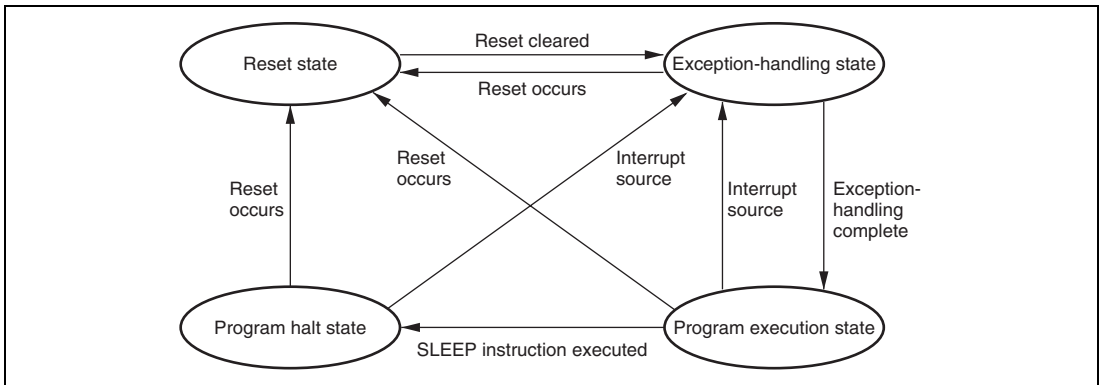 Reset cleared
Reset state
Exception-handling state
Reset occurs
Reset
occurs
Interrupt
source
Reset
occurs
Interrupt
source
Exception-
handling
complete
Program halt state
Program execution state
SLEEP instruction executed